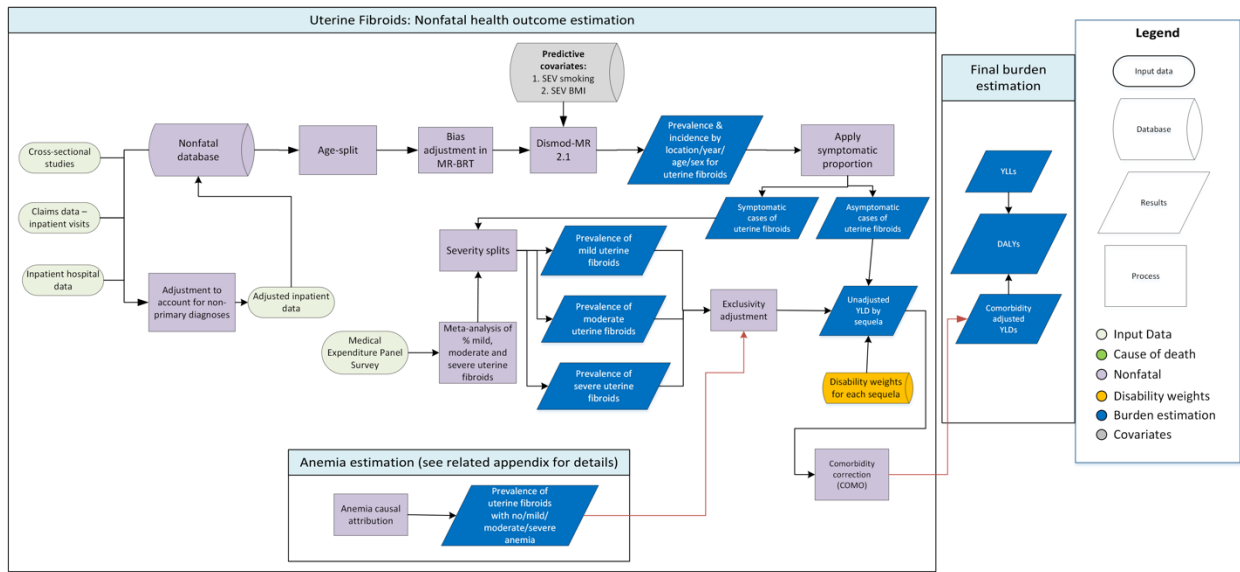 Uterine Fibroids: Nonfatal health outcome estimation
Predictive
covariates:
1. SEV smoking
2. SEV BMI
Cross-sectional
studies
Nonfatal
database
Age-split
Bias
adjustment in
MR-BRT
Dismod-MR
2.1
Prevalence &
incidence by
location/year/
age/sex for
uterine fibroids
Apply
symptomatic
proportion
Claims data –
inpatient visits
Symptomatic
cases of
uterine fibroids
Asymptomatic
cases of
uterine fibroids
Inpatient hospital
data
Adjustment to
account for non-
primary diagnoses
Adjusted inpatient
data
Severity splits
Prevalence of
mild uterine
fibroids
Prevalence of
moderate uterine
fibroids
Prevalence of
severe uterine
fibroids
Medical
Expenditure Panel
Survey
Meta-analysis of
% mild,
moderate and
severe uterine
fibroids
Exclusivity
adjustment
Unadjusted
YLD by
sequela
Disability weights
for each sequela
Comorbidity
correction
(COMO)
Anemia estimation (see related appendix for details)
Anemia causal
attribution
Prevalence of
uterine fibroids
with no/mild/
moderate/severe
anemia
Final burden
estimation
YLLs
DALYs
Comorbidity
adjusted
YLDs
Legend
Input data
Database
Results
Process
Input Data
Cause of death
Nonfatal
Disability weights
Burden estimation
Covariates